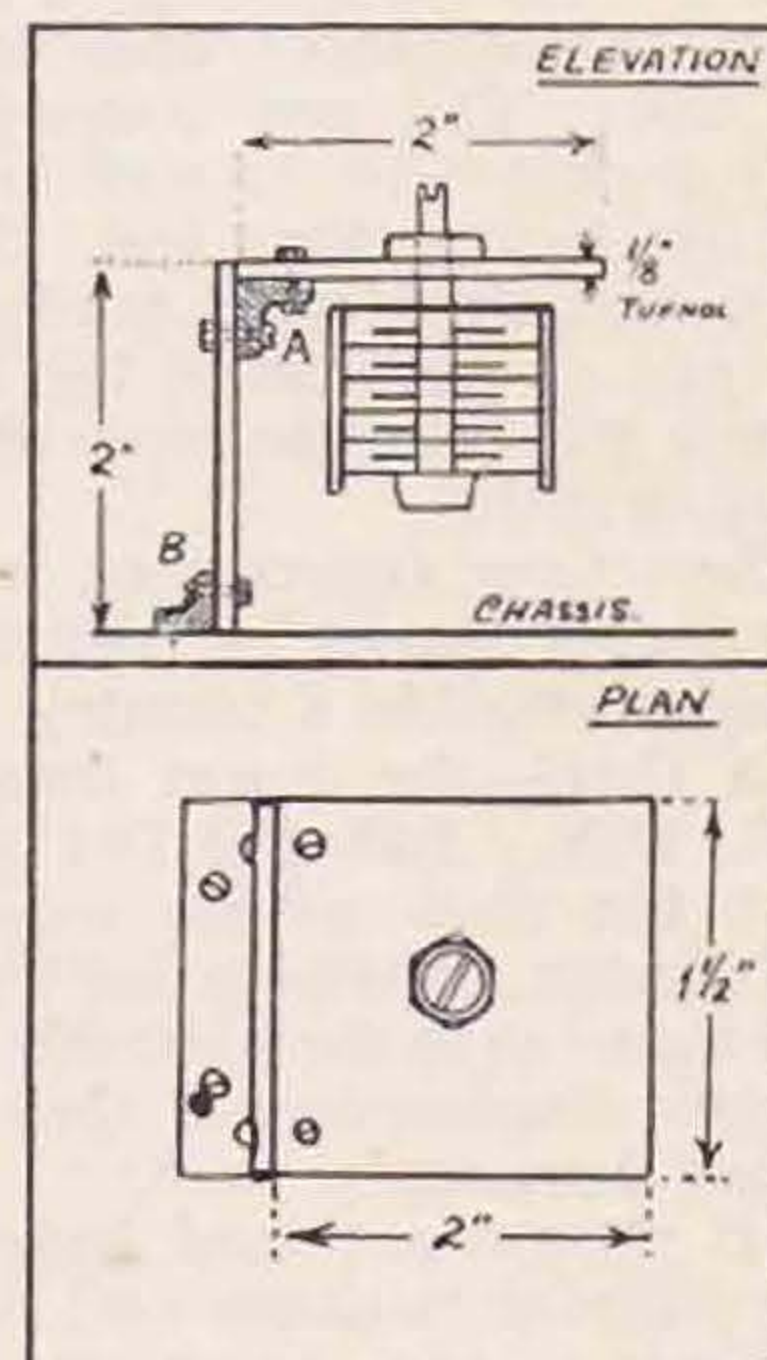 ELEVATION
2"
1/8"
TUFNOL
A
2"
B
CHASSIS.
PLAN
1 1/2"
2"